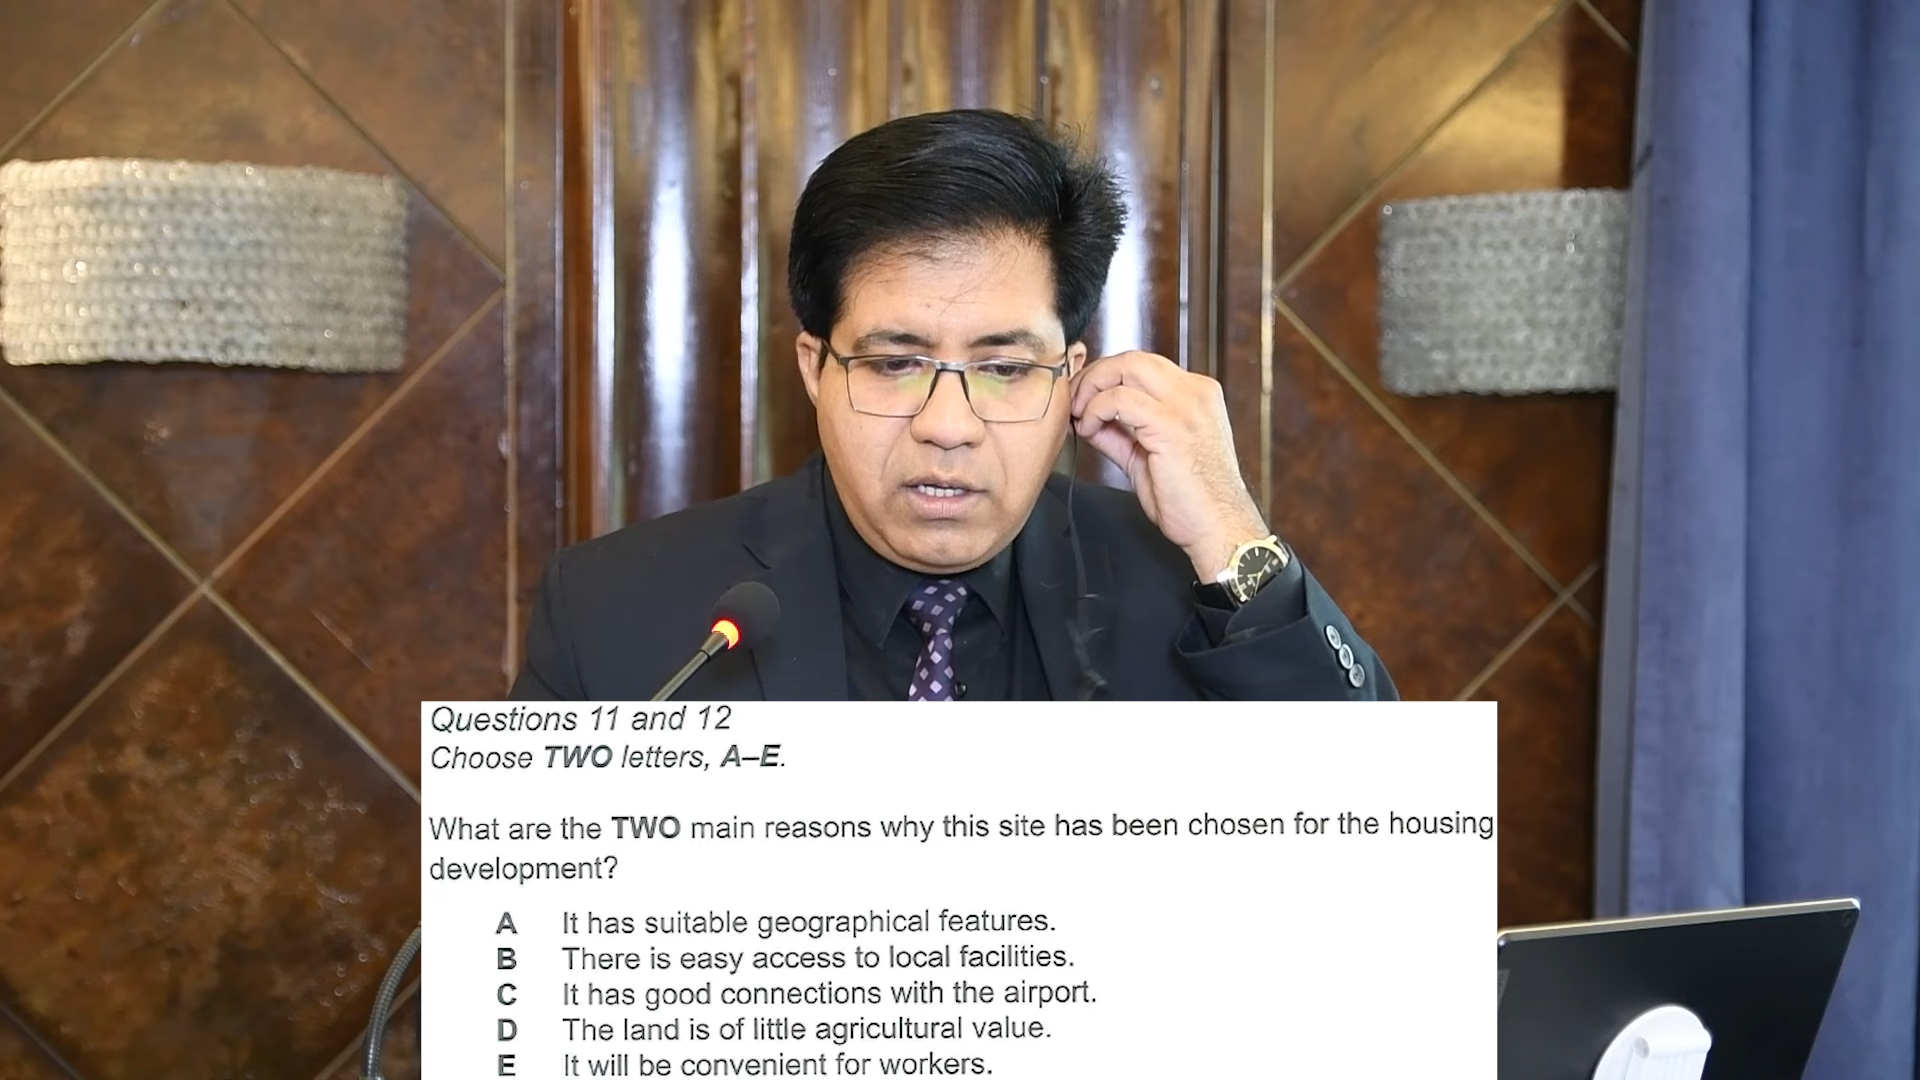 Questions 11 and 12
Choose TWO letters, A–E.
What are the TWO main reasons why this site has been chosen for the housing
development?
A It has suitable geographical features.
B There is easy access to local facilities.
C It has good connections with the airport.
D The land is of little agricultural value.
E It will be convenient for workers.